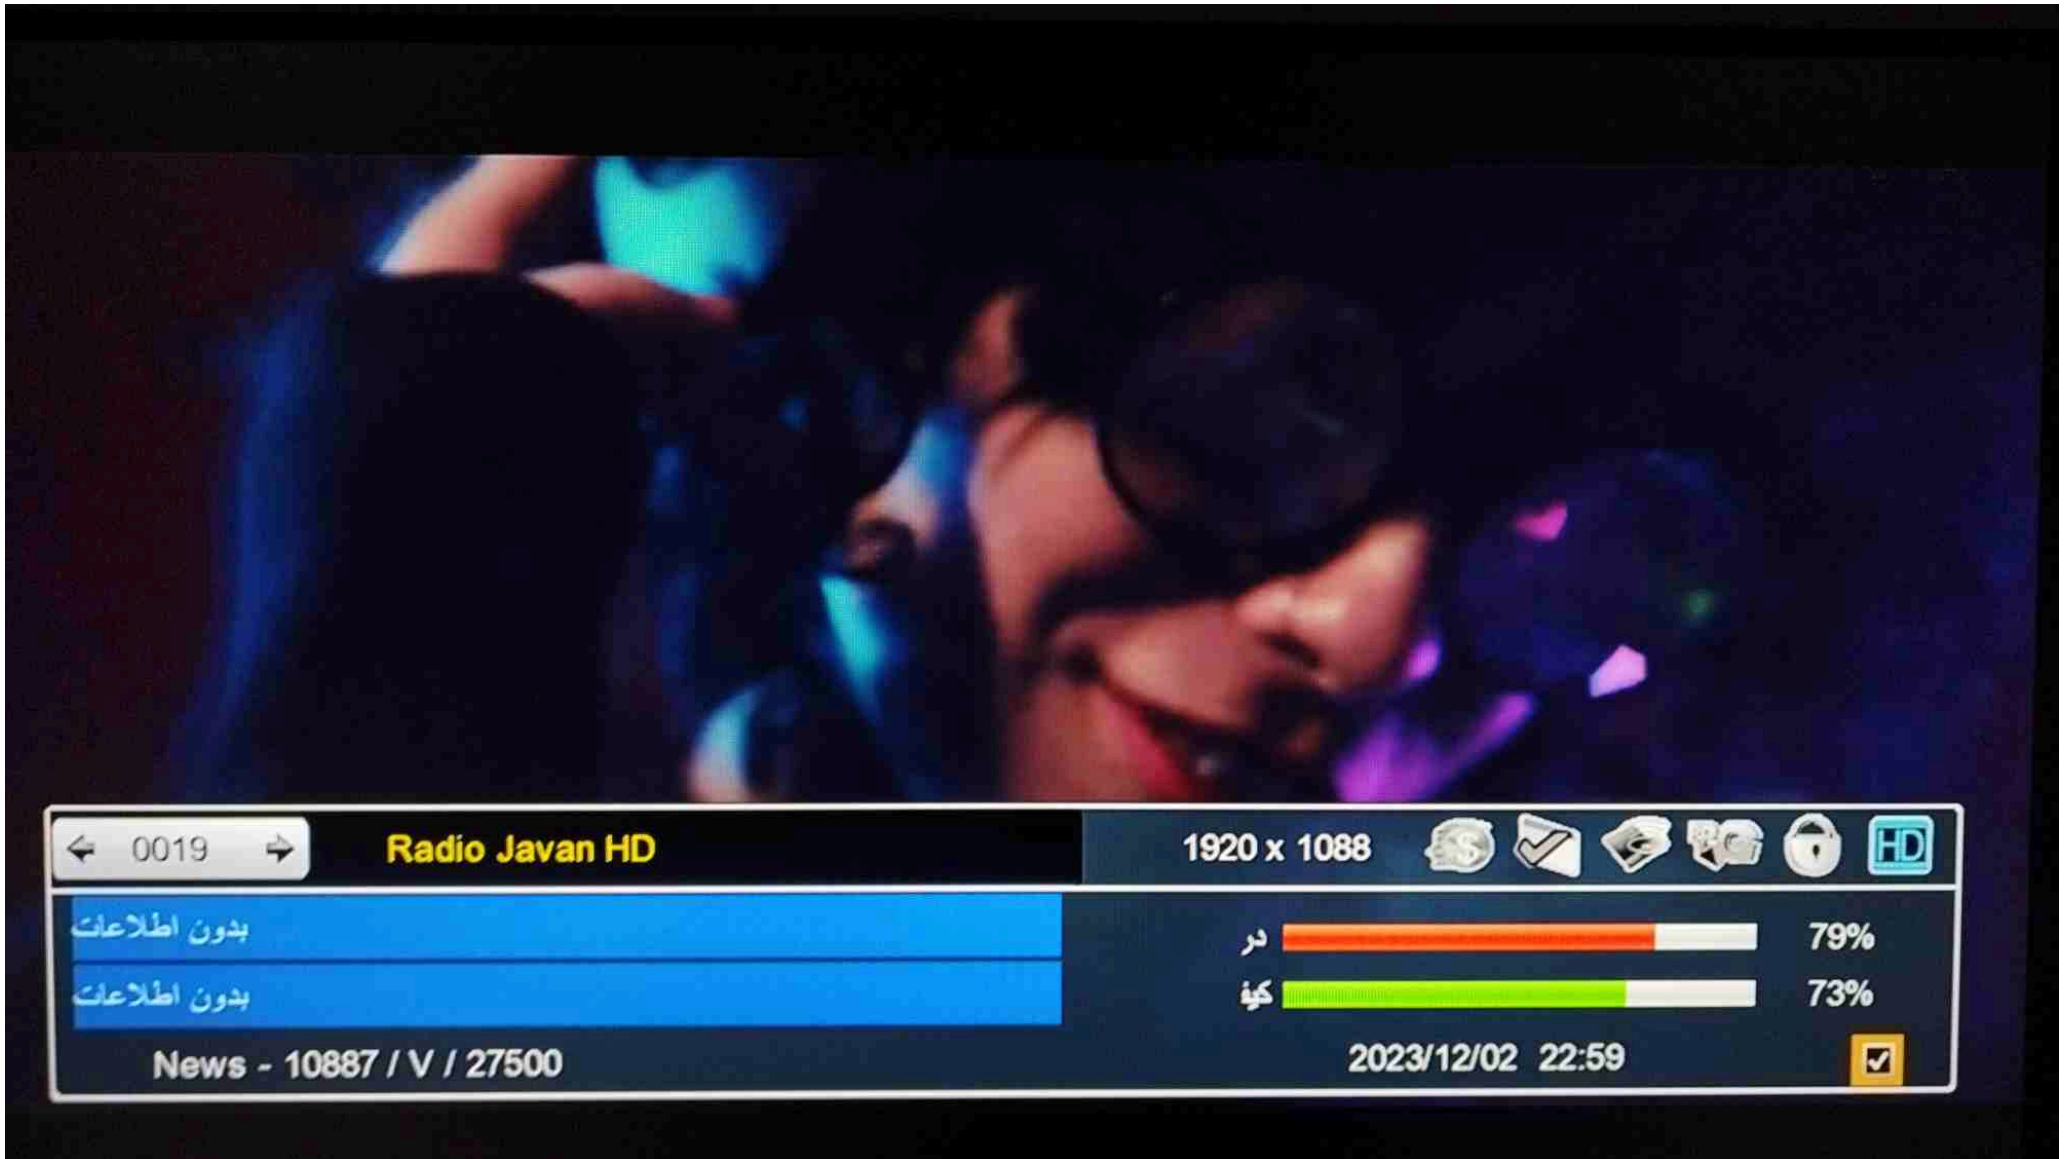 0019 Radio Javan HD 1920 x 1088 HD
بدون اطلاعات
در 79%
بدون اطلاعات
كيف 73%
News - 10887 / V / 27500
2023/12/02 22:59